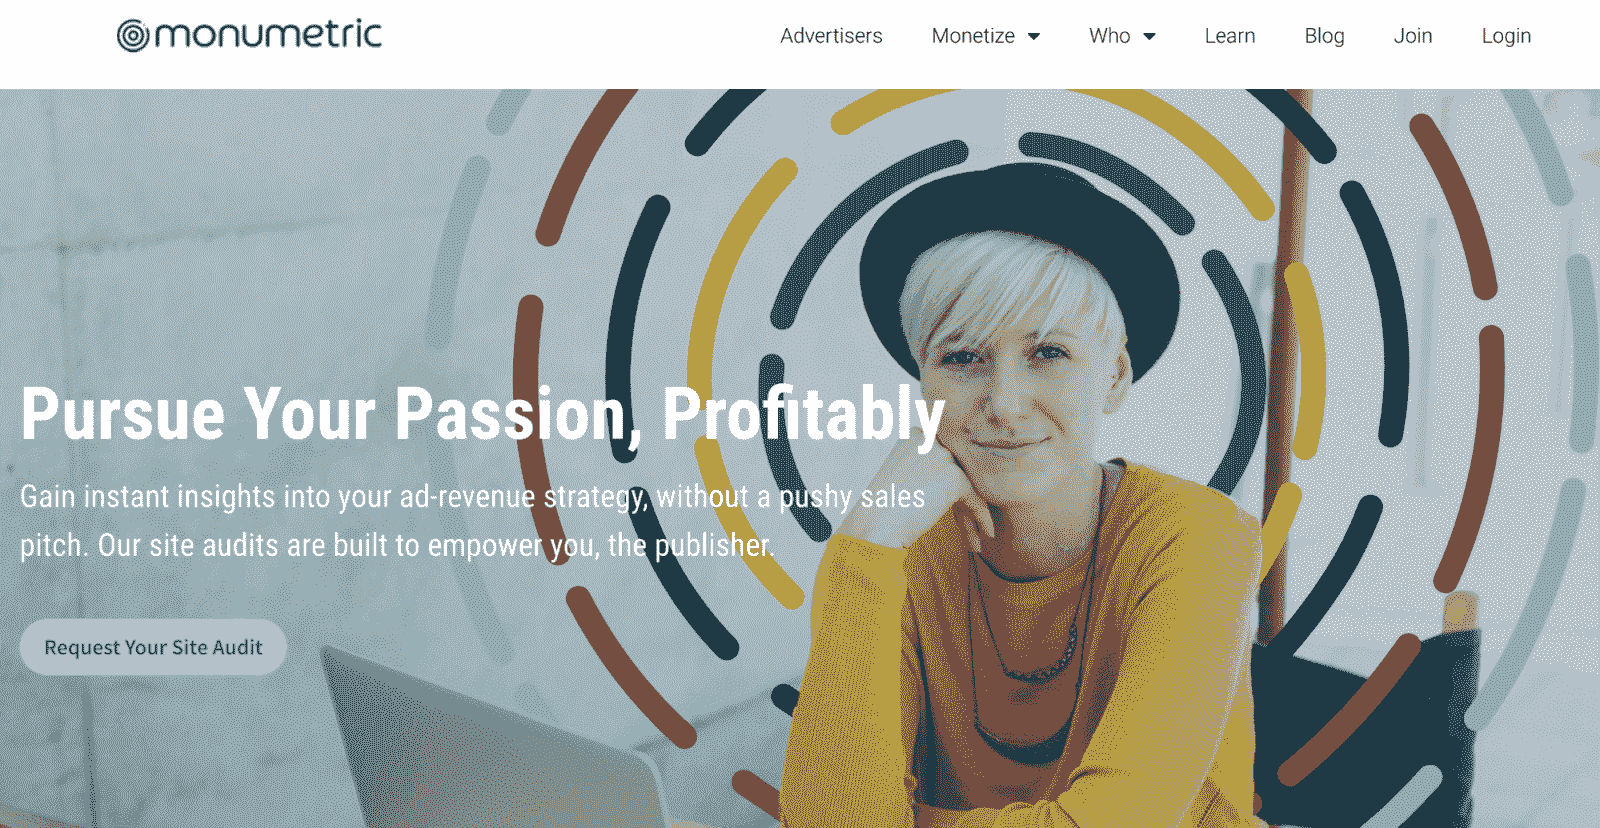 monumetric
Advertisers
Monetize
Who
Learn
Blog
Join
Login
Pursue Your Passion, Profitably
Gain instant insights into your ad-revenue strategy, without a pushy sales
pitch. Our site audits are built to empower you, the publisher.
Request Your Site Audit